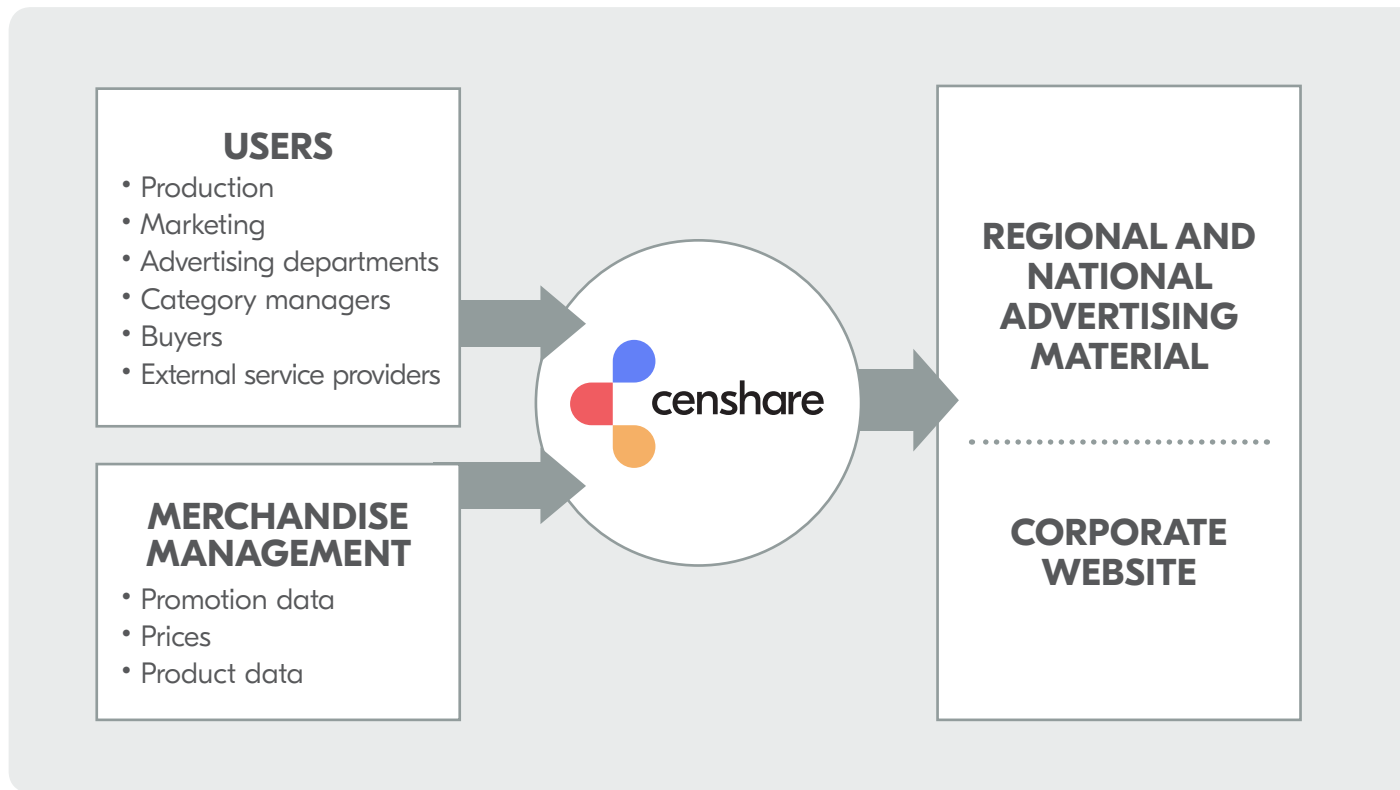 USERS
• Production
• Marketing
• Advertising departments
• Category managers
• Buyers
• External service providers
MERCHANDISE
MANAGEMENT
• Promotion data
• Prices
• Product data
censhare
REGIONAL AND
NATIONAL
ADVERTISING
MATERIAL
CORPORATE
WEBSITE